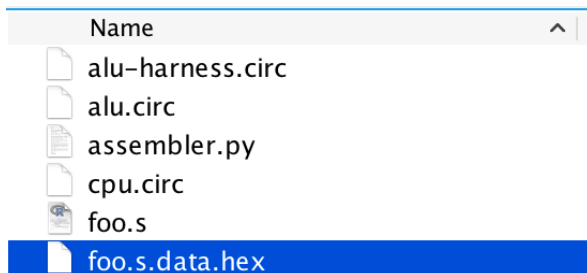 Name
alu-harness.circ
alu.circ
assembler.py
cpu.circ
foo.s
foo.s.data.hex